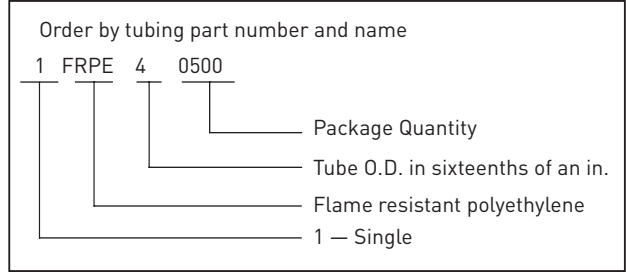 Order by tubing part number and name
1 FRPE 4 0500
Package Quantity
Tube O.D. in sixteenths of an in.
Flame resistant polyethylene
1 — Single